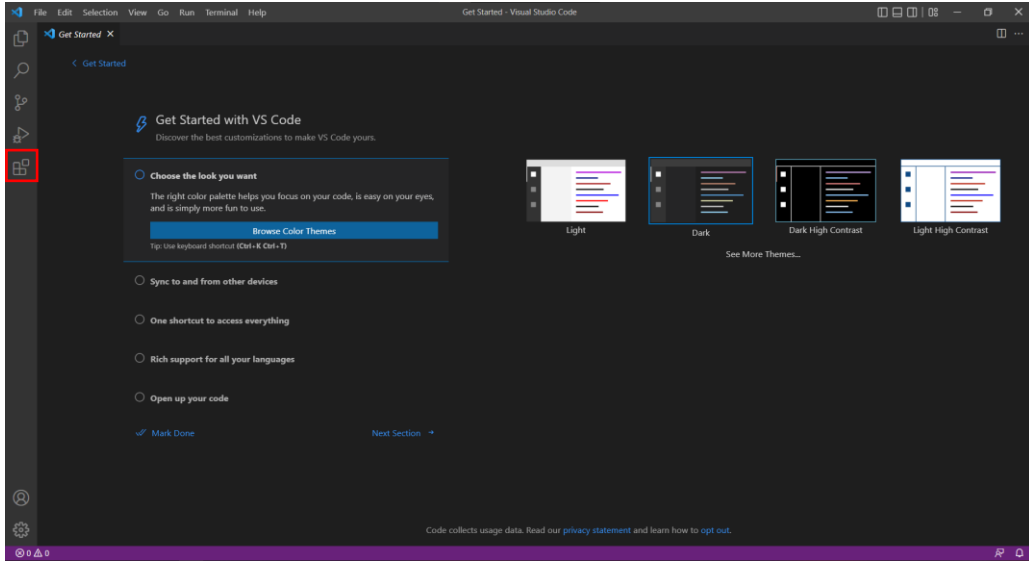 File Edit Selection View Go Run Terminal Help
Get Started - Visual Studio Code
Get Started
Get Started
Get Started with VS Code
Discover the best customizations to make VS Code yours.
Choose the look you want
The right color palette helps you focus on your code, is easy on your eyes,
and is simply more fun to use.
Browse Color Themes
Tip: Use keyboard shortcut (Ctrl+K Ctrl+T)
Sync to and from other devices
One shortcut to access everything
Rich support for all your languages
Open up your code
Mark Done
Next Section
Light
Dark
Dark High Contrast
Light High Contrast
See More Themes...
Code collects usage data. Read our privacy statement and learn how to opt out.
0 0